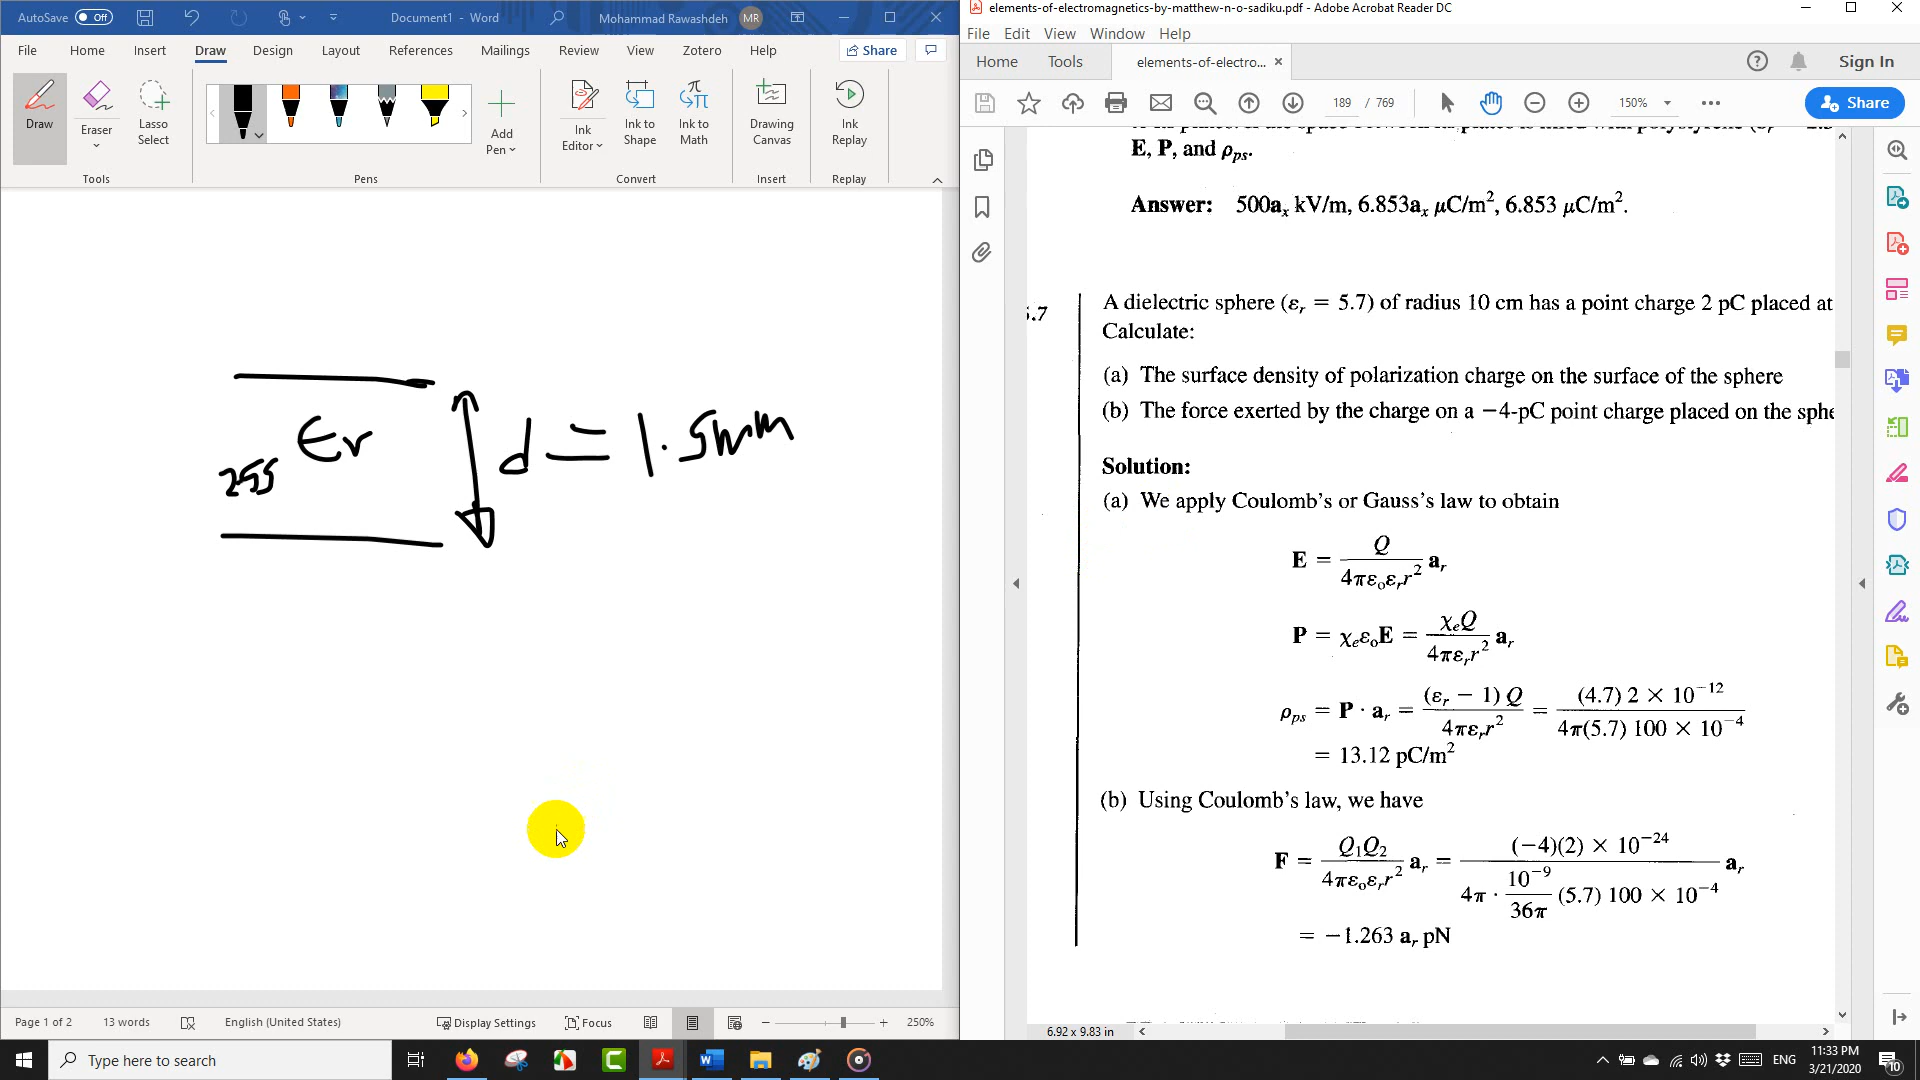 AutoSave Off Document1 - Word Mohammad Rawashdeh MR
File Home Insert Draw Design Layout References Mailings Review View Zotero Help Share
Draw Eraser Lasso Select Add Pen Ink Editor Ink to Shape Ink to Math Drawing Canvas Ink Replay
Tools Pens Convert Insert Replay
Єr
d = 1.5mm
255
Page 1 of 2 13 words English (United States) Display Settings Focus 250%
elements-of-electromagnetics-by-matthew-n-o-sadiku.pdf - Adobe Acrobat Reader DC
File Edit View Window Help
Home Tools elements-of-electro... × Sign In
189 / 769 150% Share
E, P, and ρps.
Answer: 500ax kV/m, 6.853ax μC/m², 6.853 μC/m².
.7
A dielectric sphere (εr = 5.7) of radius 10 cm has a point charge 2 pC placed at
Calculate:
(a) The surface density of polarization charge on the surface of the sphere
(b) The force exerted by the charge on a −4-pC point charge placed on the sphe
Solution:
(a) We apply Coulomb's or Gauss's law to obtain
E = Q / 4πεoεrr² ar
P = χeεoE = χeQ / 4πεrr² ar
ρps = P · ar = (εr − 1) Q / 4πεrr² = (4.7) 2 × 10⁻¹² / 4π(5.7) 100 × 10⁻⁴
= 13.12 pC/m²
(b) Using Coulomb's law, we have
F = Q1Q2 / 4πεoεrr² ar = (−4)(2) × 10⁻²⁴ / 4π · 10⁻⁹/36π (5.7) 100 × 10⁻⁴ ar
= −1.263 ar pN
6.92 x 9.83 in
Type here to search ENG 11:33 PM
3/21/2020 10